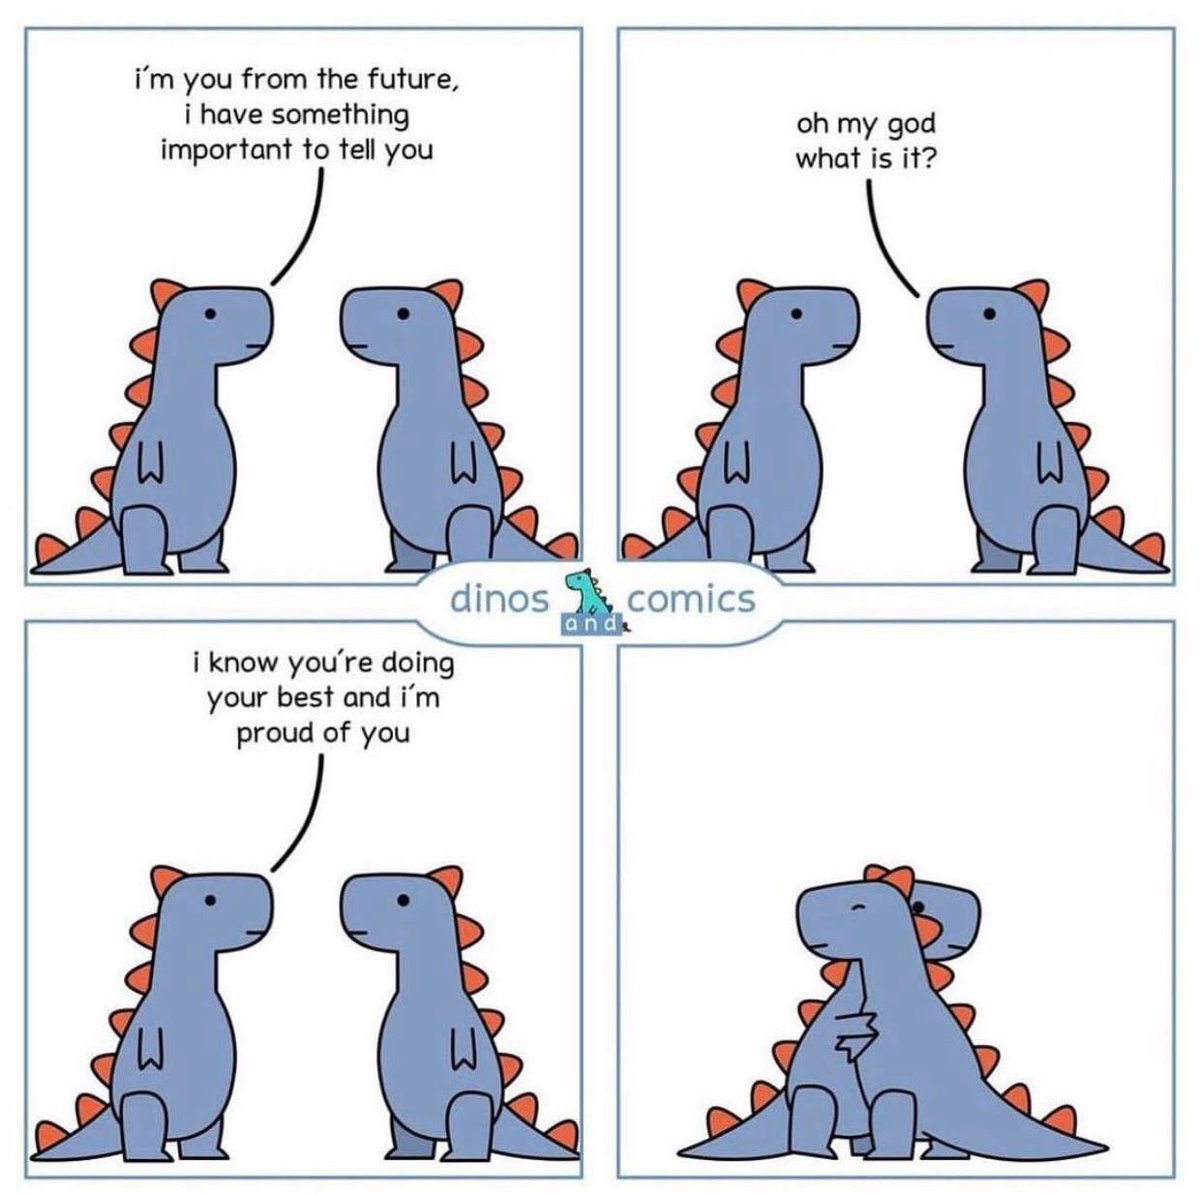 i'm you from the future,
i have something
important to tell you
oh my god
what is it?
dinos and comics
i know you're doing
your best and i'm
proud of you